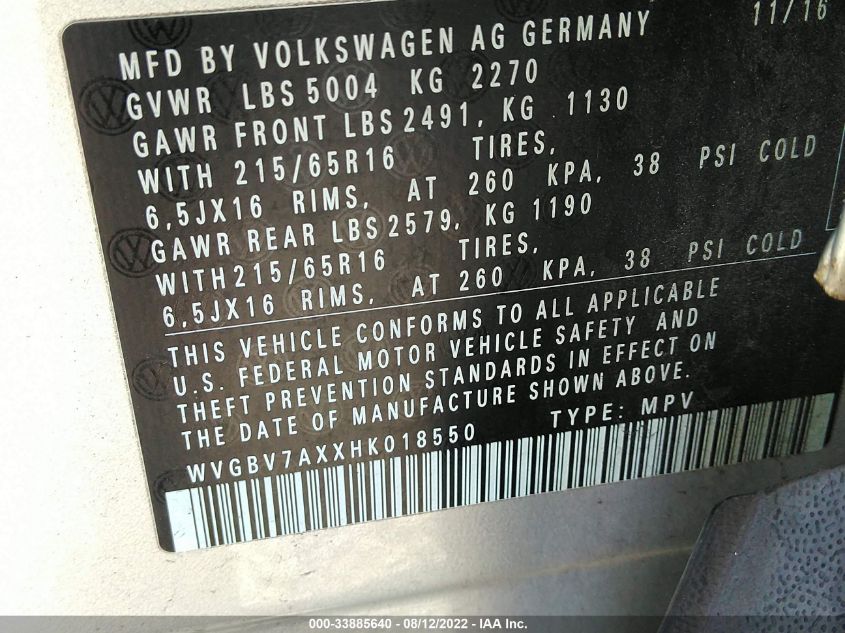 11/16
MFD BY VOLKSWAGEN AG GERMANY
GVWR LBS 5004 KG 2270
GAWR FRONT LBS 2491, KG 1130
WITH 215/65R16 TIRES,
6,5JX16 RIMS, AT 260 KPA, 38 PSI COLD
GAWR REAR LBS 2579, KG 1190
WITH 215/65R16 TIRES,
6,5JX16 RIMS, AT 260 KPA, 38 PSI COLD
THIS VEHICLE CONFORMS TO ALL APPLICABLE
U.S. FEDERAL MOTOR VEHICLE SAFETY AND
THEFT PREVENTION STANDARDS IN EFFECT ON
THE DATE OF MANUFACTURE SHOWN ABOVE.
WVGBV7AXXHK018550 TYPE: MPV
000-33885640 - 08/12/2022 - IAA Inc.